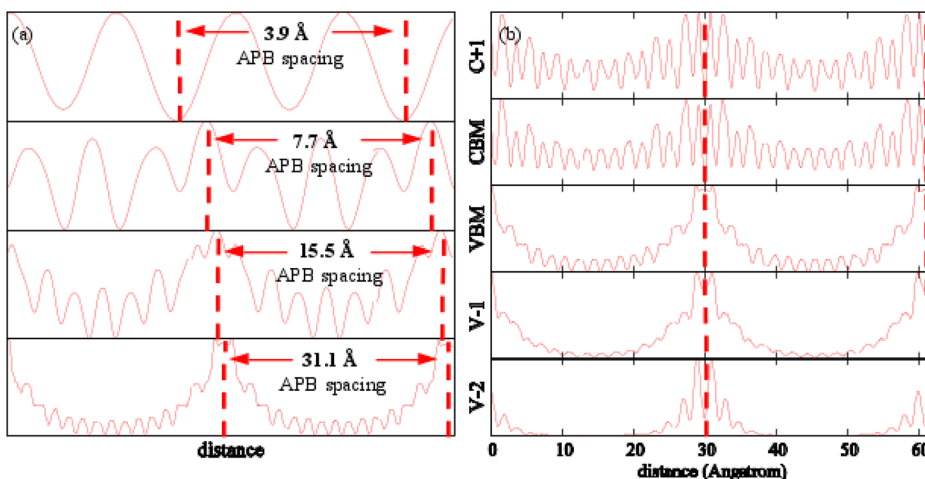 (a)
3.9 Å
APB spacing
7.7 Å
APB spacing
15.5 Å
APB spacing
31.1 Å
APB spacing
distance
(b)
C+1
CBM
VBM
V-1
V-2
0 10 20 30 40 50 60
distance (Angstrom)